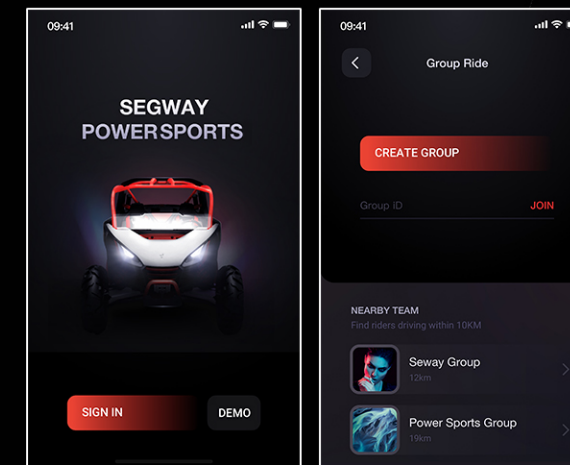 09:41
SEGWAY
POWERSPORTS
SIGN IN
DEMO
09:41
Group Ride
CREATE GROUP
Group iD
JOIN
NEARBY TEAM
Find riders driving within 10KM
Seway Group
12km
Power Sports Group
19km